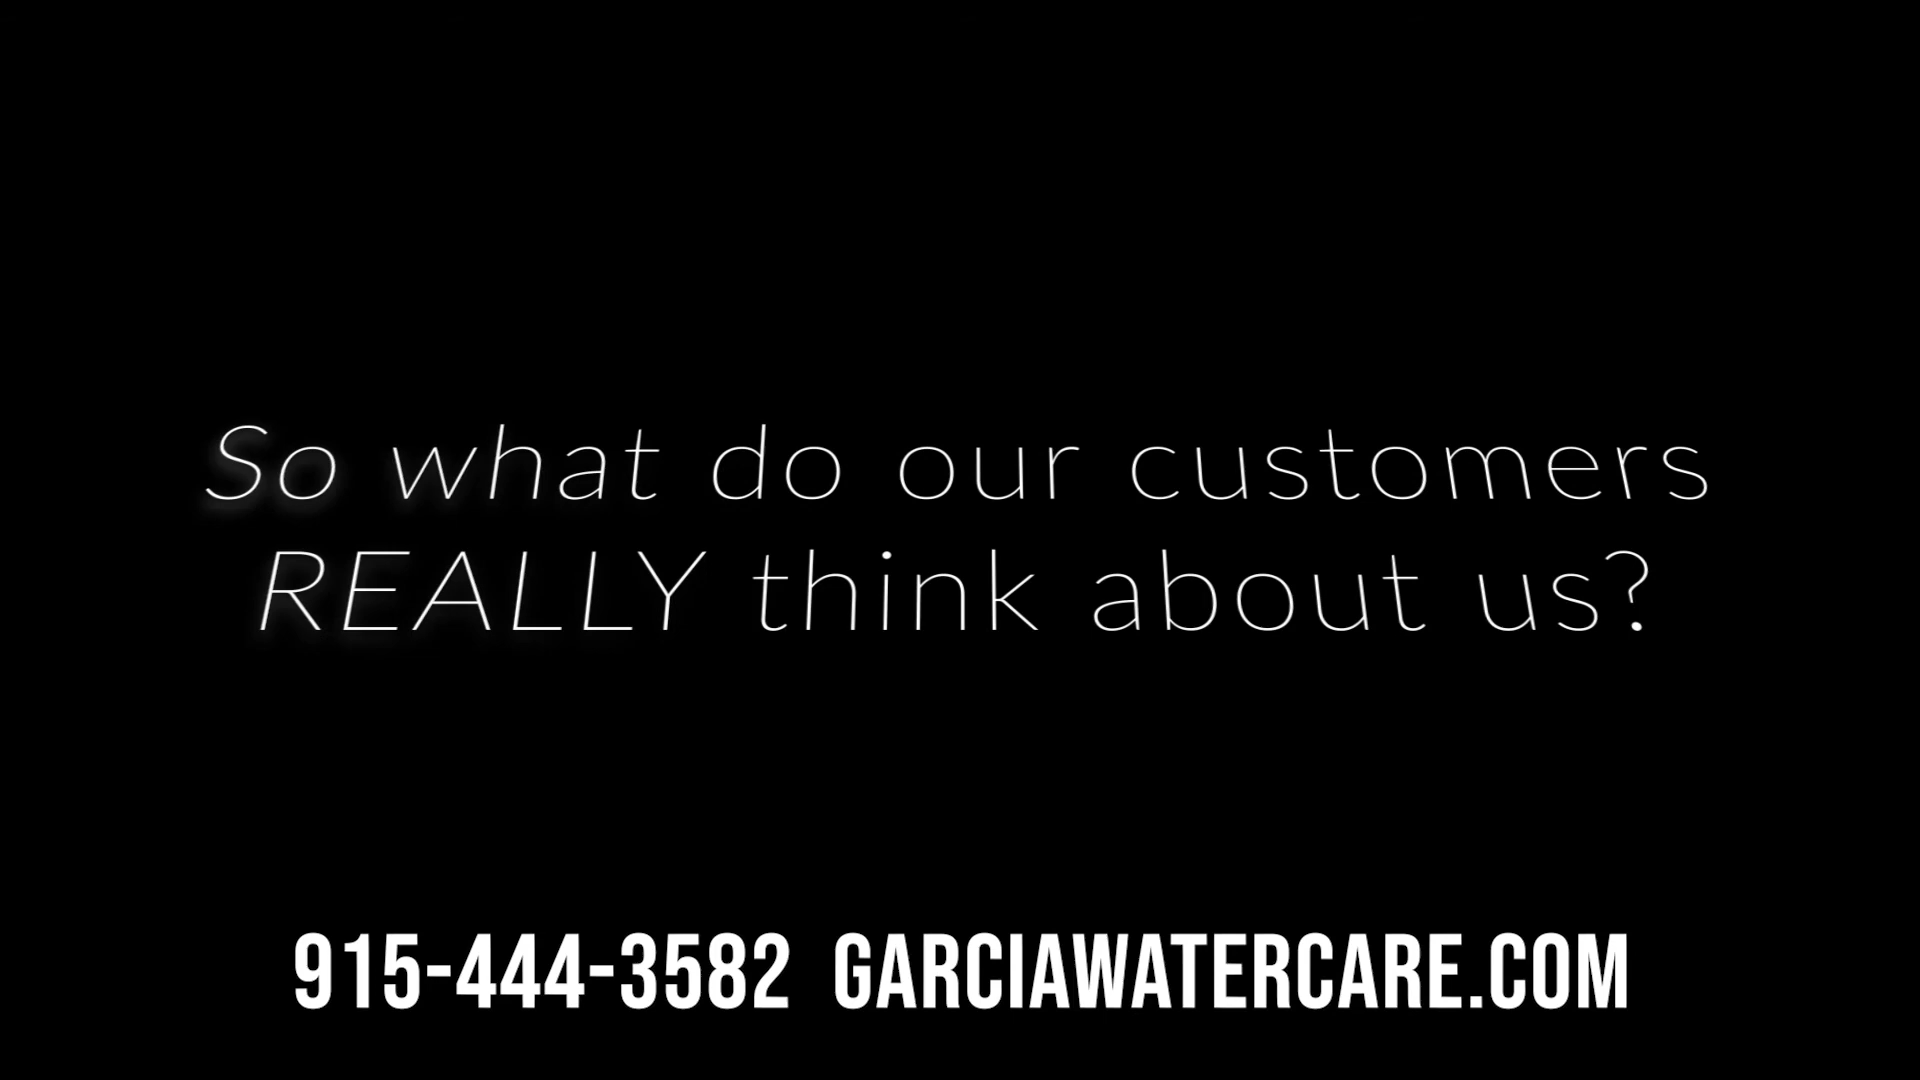 So what do our customers
REALLY think about us?
915-444-3582 GARCIAWATERCARE.COM